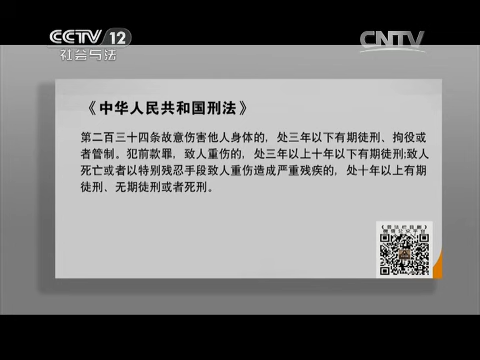 CCTV 12
社会与法
CNTV
《中华人民共和国刑法》
第二百三十四条故意伤害他人身体的，处三年以下有期徒刑、拘役或
者管制。犯前款罪，致人重伤的，处三年以上十年以下有期徒刑;致人
死亡或者以特别残忍手段致人重伤造成严重残疾的，处十年以上有期
徒刑、无期徒刑或者死刑。